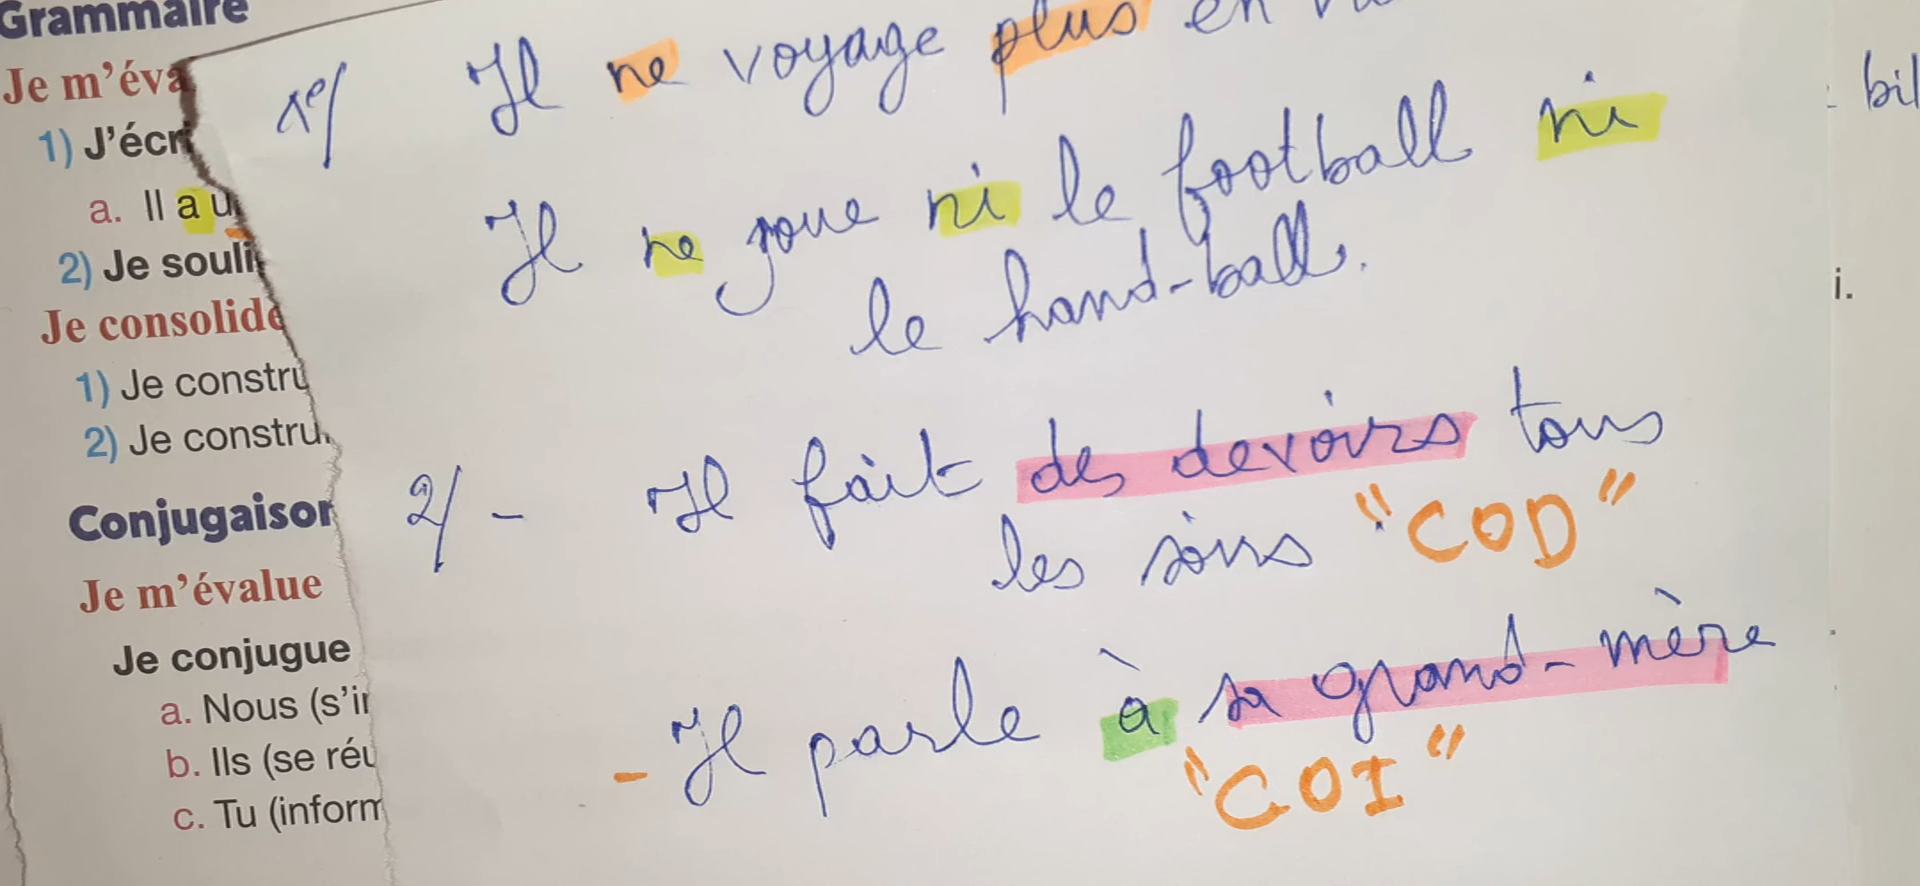 Grammaire
Je m'éva
1) J'écri
a. Il a u
2) Je souli
Je consolide
1) Je constru
2) Je constru
Conjugaison
Je m'évalue
Je conjugue
a. Nous (s'in
b. Ils (se réu
c. Tu (inform
1°/ Il ne voyage plus en
Il ne joue ni le football ni
le hand-ball.
2/ - Il fait des devoirs tous
les soirs "COD"
- Il parle à sa grand-mère
"COI"
bil
i.